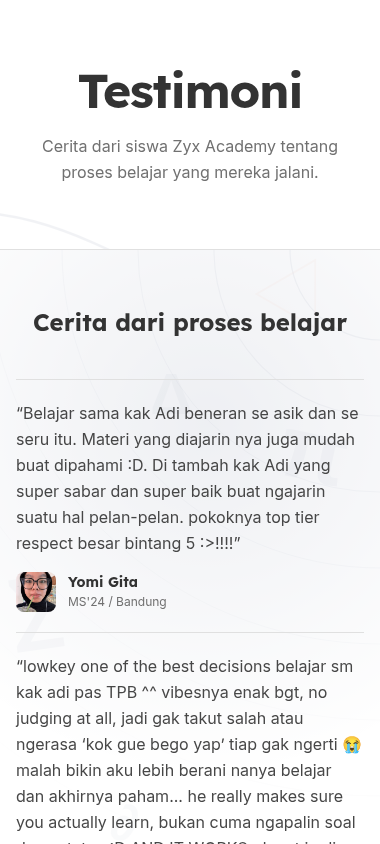 Testimoni
Cerita dari siswa Zyx Academy tentang
proses belajar yang mereka jalani.
Cerita dari proses belajar
“Belajar sama kak Adi beneran se asik dan se
seru itu. Materi yang diajarin nya juga mudah
buat dipahami :D. Di tambah kak Adi yang
super sabar dan super baik buat ngajarin
suatu hal pelan-pelan. pokoknya top tier
respect besar bintang 5 :>!!!!”
Yomi Gita
MS'24 / Bandung
“lowkey one of the best decisions belajar sm
kak adi pas TPB ^^ vibesnya enak bgt, no
judging at all, jadi gak takut salah atau
ngerasa ‘kok gue bego yap’ tiap gak ngerti 😭
malah bikin aku lebih berani nanya belajar
dan akhirnya paham… he really makes sure
you actually learn, bukan cuma ngapalin soal